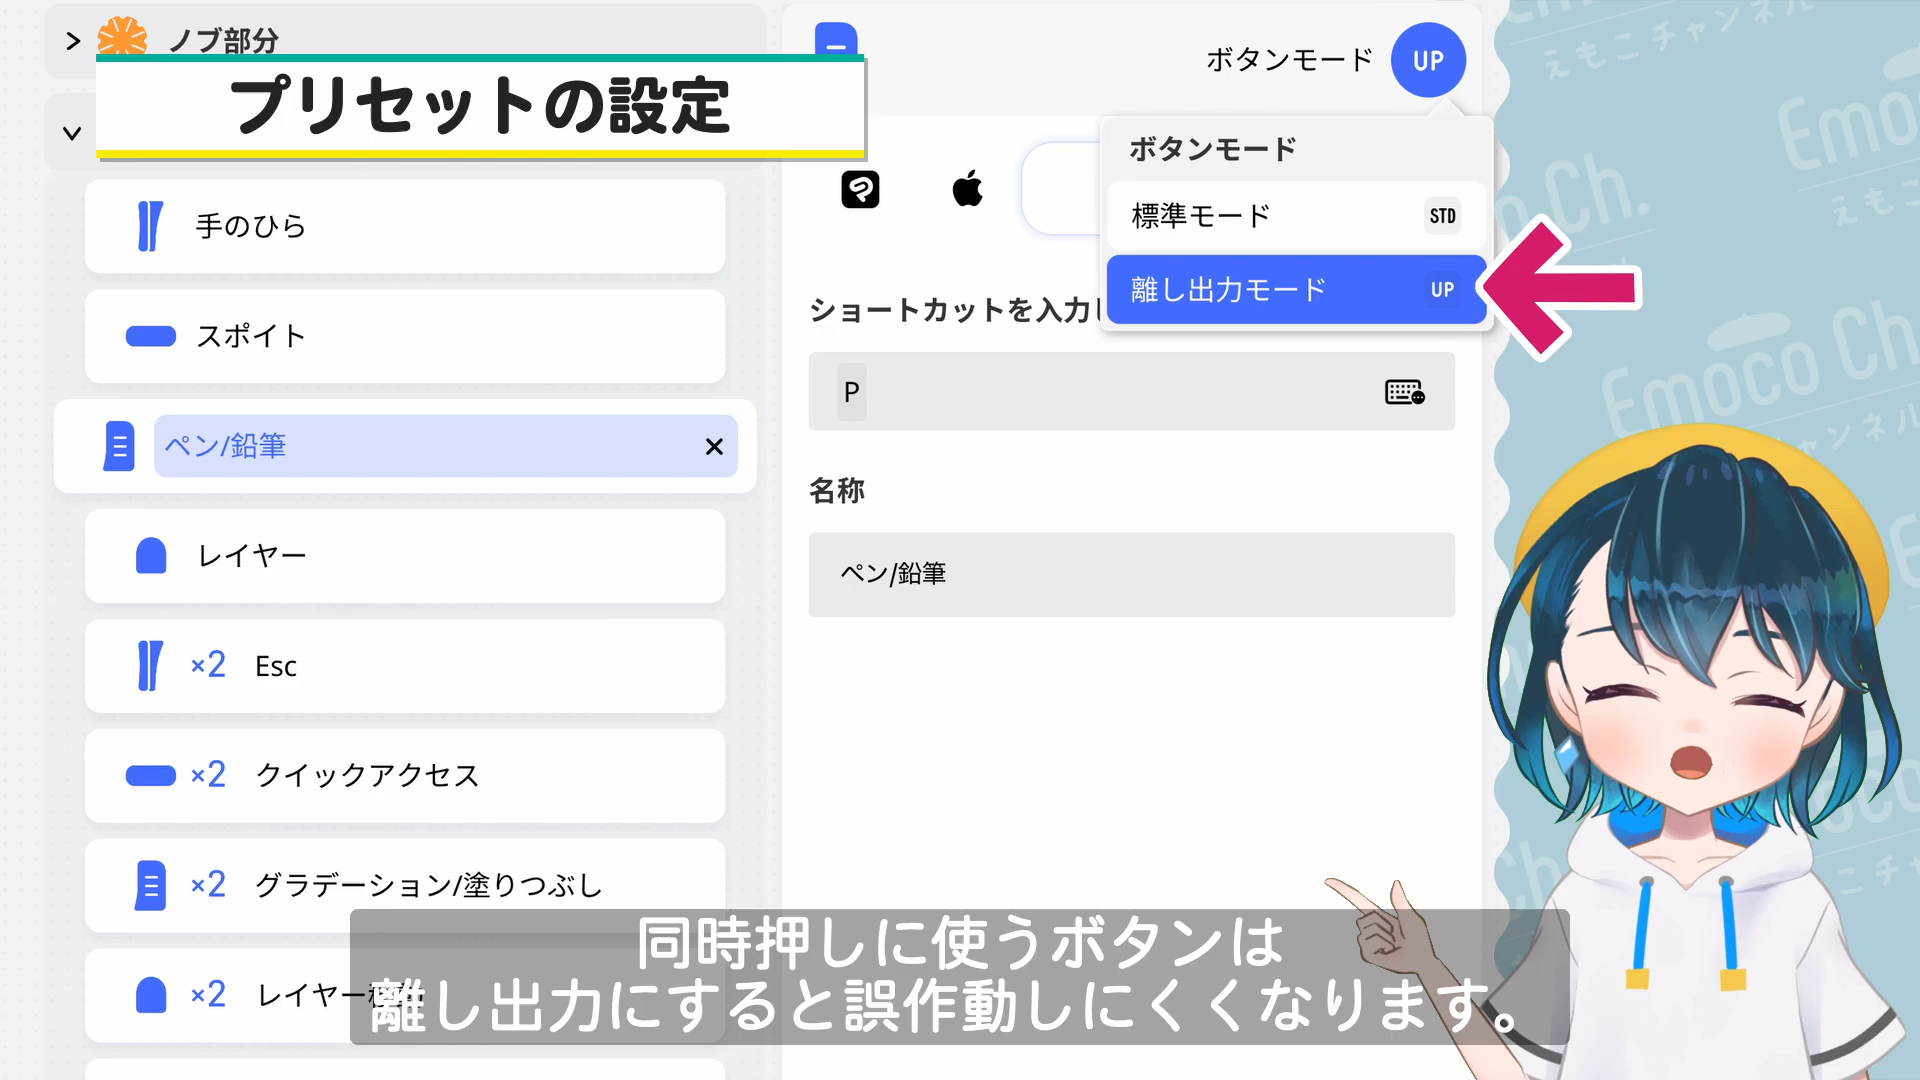 ノブ部分
プリセットの設定
手のひら
スポイト
ペン/鉛筆
レイヤー
×2 Esc
×2 クイックアクセス
×2 グラデーション/塗りつぶし
×2 レイヤー
ボタンモード UP
ボタンモード
標準モード STD
離し出力モード UP
ショートカットを入力し
P
名称
ペン/鉛筆
同時押しに使うボタンは
離し出力にすると誤作動しにくくなります。
Emoco Ch.
えもこチャンネル